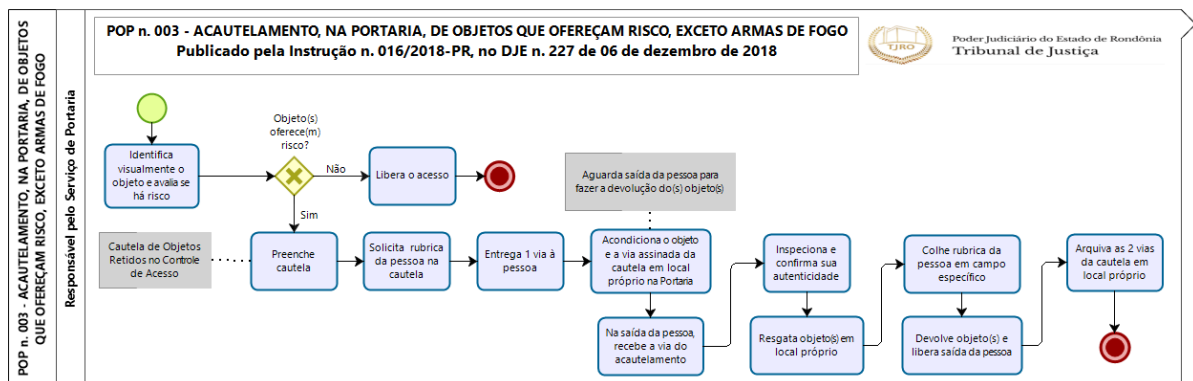 POP n. 003 - ACAUTELAMENTO, NA PORTARIA, DE OBJETOS
QUE OFEREÇAM RISCO, EXCETO ARMAS DE FOGO
Responsável pelo Serviço de Portaria
POP n. 003 - ACAUTELAMENTO, NA PORTARIA, DE OBJETOS QUE OFEREÇAM RISCO, EXCETO ARMAS DE FOGO
Publicado pela Instrução n. 016/2018-PR, no DJE n. 227 de 06 de dezembro de 2018
TJRO
Poder Judiciário do Estado de Rondônia
Tribunal de Justiça
Identifica
visualmente o
objeto e avalia se
há risco
Objeto(s)
oferece(m)
risco?
Não
Libera o acesso
Sim
Cautela de Objetos
Retidos no Controle
de Acesso
Preenche
cautela
Solicita rubrica
da pessoa na
cautela
Entrega 1 via à
pessoa
Aguarda saída da pessoa para
fazer a devolução do(s) objeto(s)
Acondiciona o objeto
e a via assinada da
cautela em local
próprio na Portaria
Na saída da pessoa,
recebe a via do
acautelamento
Inspeciona e
confirma sua
autenticidade
Resgata objeto(s) em
local próprio
Colhe rubrica da
pessoa em campo
específico
Devolve objeto(s) e
libera saída da pessoa
Arquiva as 2 vias
da cautela em
local próprio